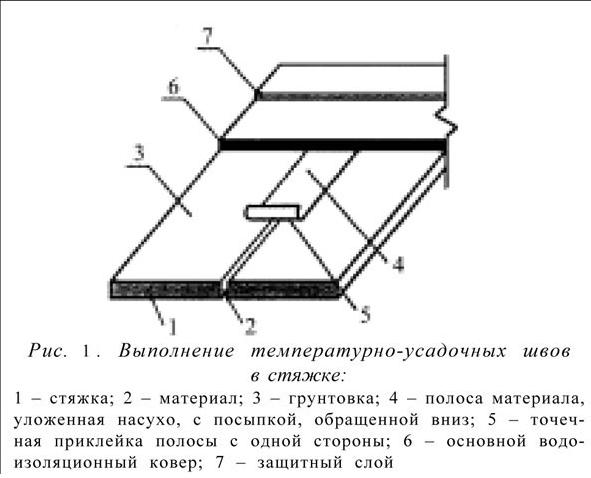 7
6
3
4
5
1
2
Рис. 1. Выполнение температурно-усадочных швов
в стяжке:
1 – стяжка; 2 – материал; 3 – грунтовка; 4 – полоса материала,
уложенная насухо, с посыпкой, обращенной вниз; 5 – точеч-
ная приклейка полосы с одной стороны; 6 – основной водо-
изоляционный ковер; 7 – защитный слой